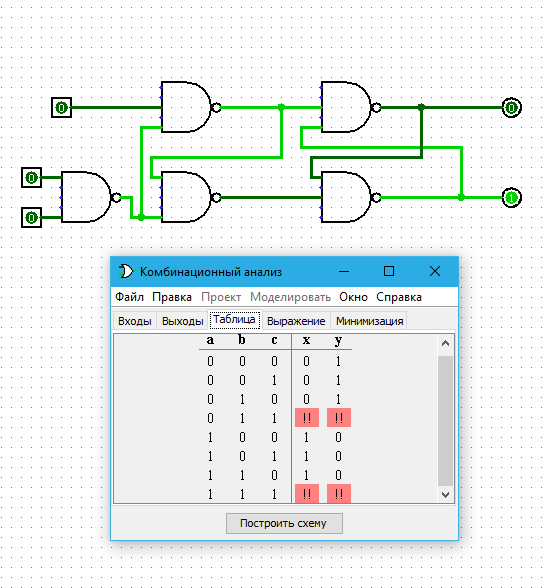 0
0
0
1
0
Комбинационный анализ
Файл Правка Проект Моделировать Окно Справка
Входы Выходы Таблица Выражение Минимизация
a b c x y
0 0 0 0 1
0 0 1 0 1
0 1 0 0 1
0 1 1 !! !!
1 0 0 1 0
1 0 1 1 0
1 1 0 1 0
1 1 1 !! !!
Построить схему